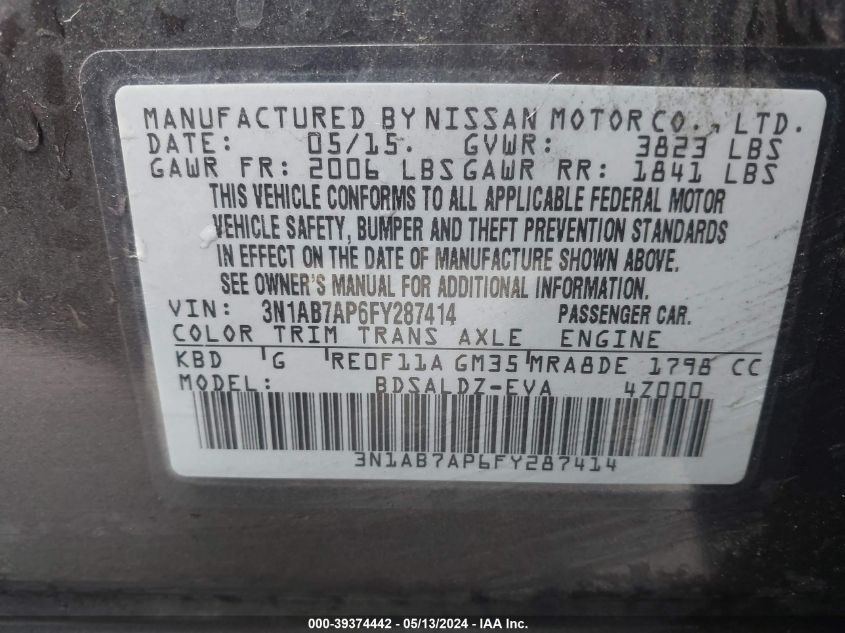 MANUFACTURED BY NISSAN MOTOR CO., LTD.
DATE: 05/15. GVWR: 3823 LBS
GAWR FR: 2006 LBS GAWR RR: 1841 LBS
THIS VEHICLE CONFORMS TO ALL APPLICABLE FEDERAL MOTOR
VEHICLE SAFETY, BUMPER AND THEFT PREVENTION STANDARDS
IN EFFECT ON THE DATE OF MANUFACTURE SHOWN ABOVE.
SEE OWNER'S MANUAL FOR ADDITIONAL INFORMATION.
VIN: 3N1AB7AP6FY287414 PASSENGER CAR.
COLOR TRIM TRANS AXLE ENGINE
KBD G RE0F11A GM35 MRA8DE 1798 CC
MODEL: BDSALDZ-EVA 4Z000
3N1AB7AP6FY287414
000-39374442 - 05/13/2024 - IAA Inc.